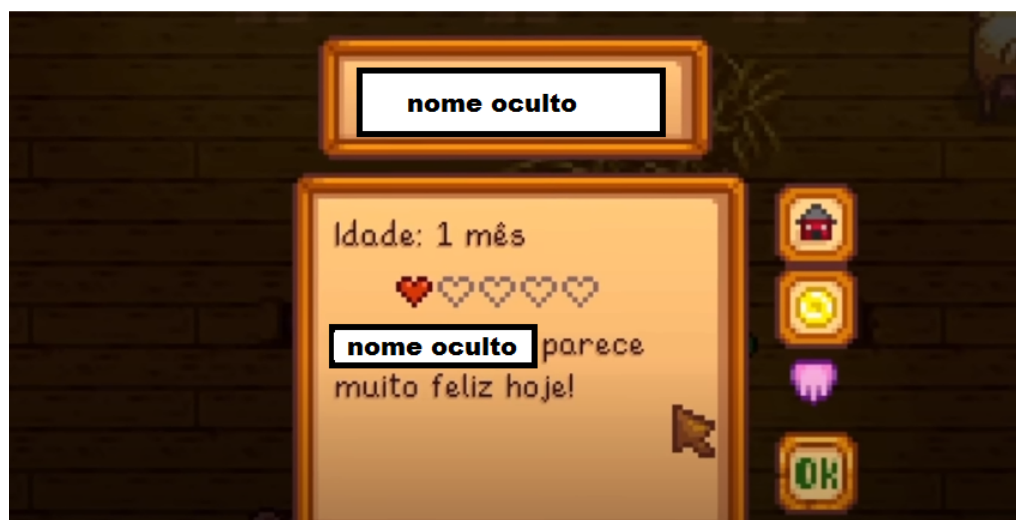 nome oculto
Idade: 1 mês
nome oculto parece
muito feliz hoje!
OK